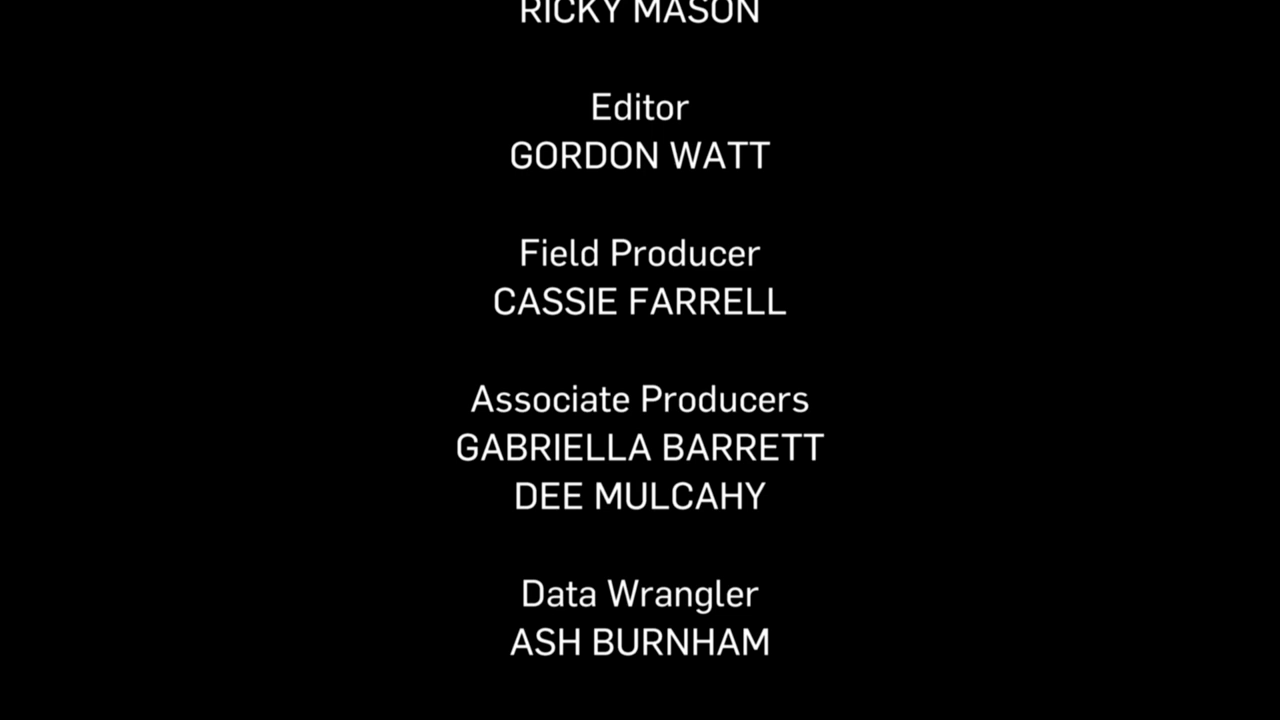 RICKY MASON
Editor
GORDON WATT
Field Producer
CASSIE FARRELL
Associate Producers
GABRIELLA BARRETT
DEE MULCAHY
Data Wrangler
ASH BURNHAM